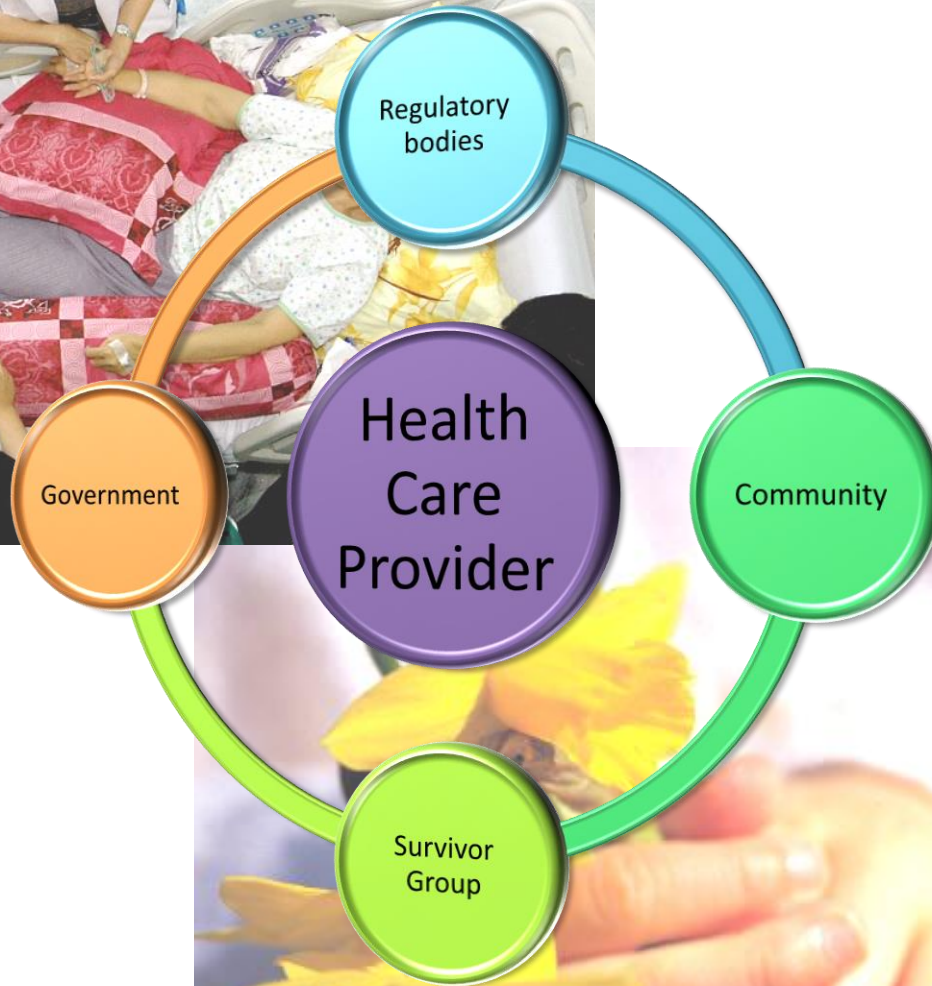 Regulatory
bodies
Health
Care
Provider
Government
Community
Survivor
Group